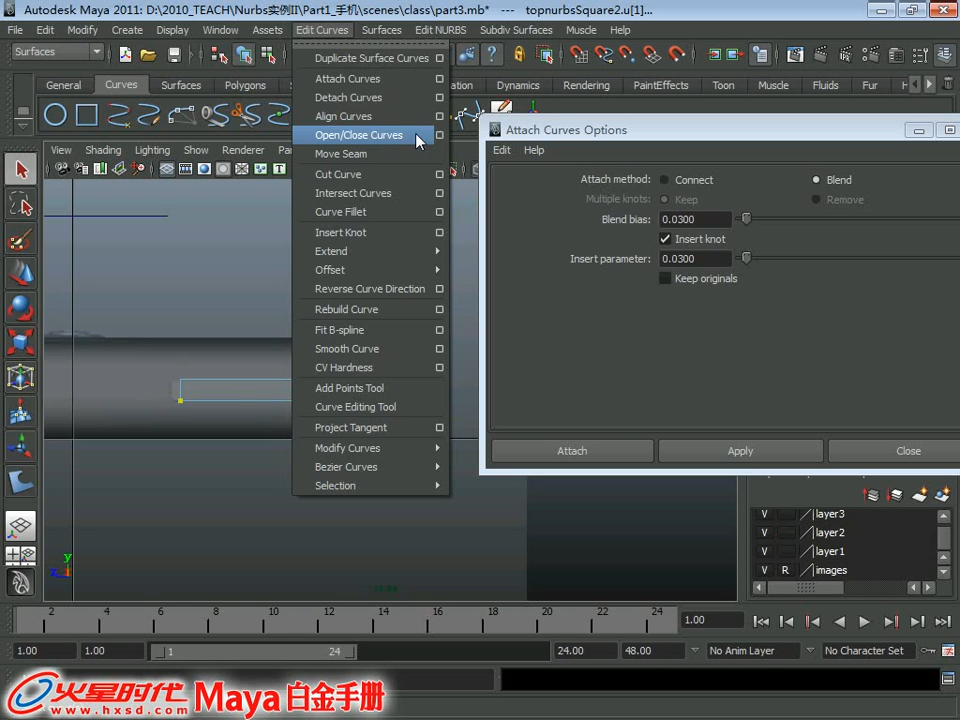 Autodesk Maya 2011: D:\2010_TEACH\Nurbs实例II\Part1_手机\scenes\class\part3.mb* --- topnurbsSquare2.u[1]...
File Edit Modify Create Display Window Assets Edit Curves Surfaces Edit NURBS Subdiv Surfaces Muscle Help
Surfaces
General Curves Surfaces Polygons Dynamics Rendering PaintEffects Toon Muscle Fluids
View Shading Lighting Show Renderer
Duplicate Surface Curves
Attach Curves
Detach Curves
Align Curves
Open/Close Curves
Move Seam
Cut Curve
Intersect Curves
Curve Fillet
Insert Knot
Extend
Offset
Reverse Curve Direction
Rebuild Curve
Fit B-spline
Smooth Curve
CV Hardness
Add Points Tool
Curve Editing Tool
Project Tangent
Modify Curves
Bezier Curves
Selection
Attach Curves Options
Edit Help
Attach method: Connect Blend
Multiple knots: Keep Remove
Blend bias: 0.0300
Insert knot
Insert parameter: 0.0300
Keep originals
Attach Apply Close
V layer3
V layer2
V layer1
V R images
y
z
2 4 6 8 10 12 14 16 18 20 22 24 1.00
1.00 1.00 1 24 24.00 48.00 No Anim Layer No Character Set
火星时代 Maya 白金手册
www.hxsd.com